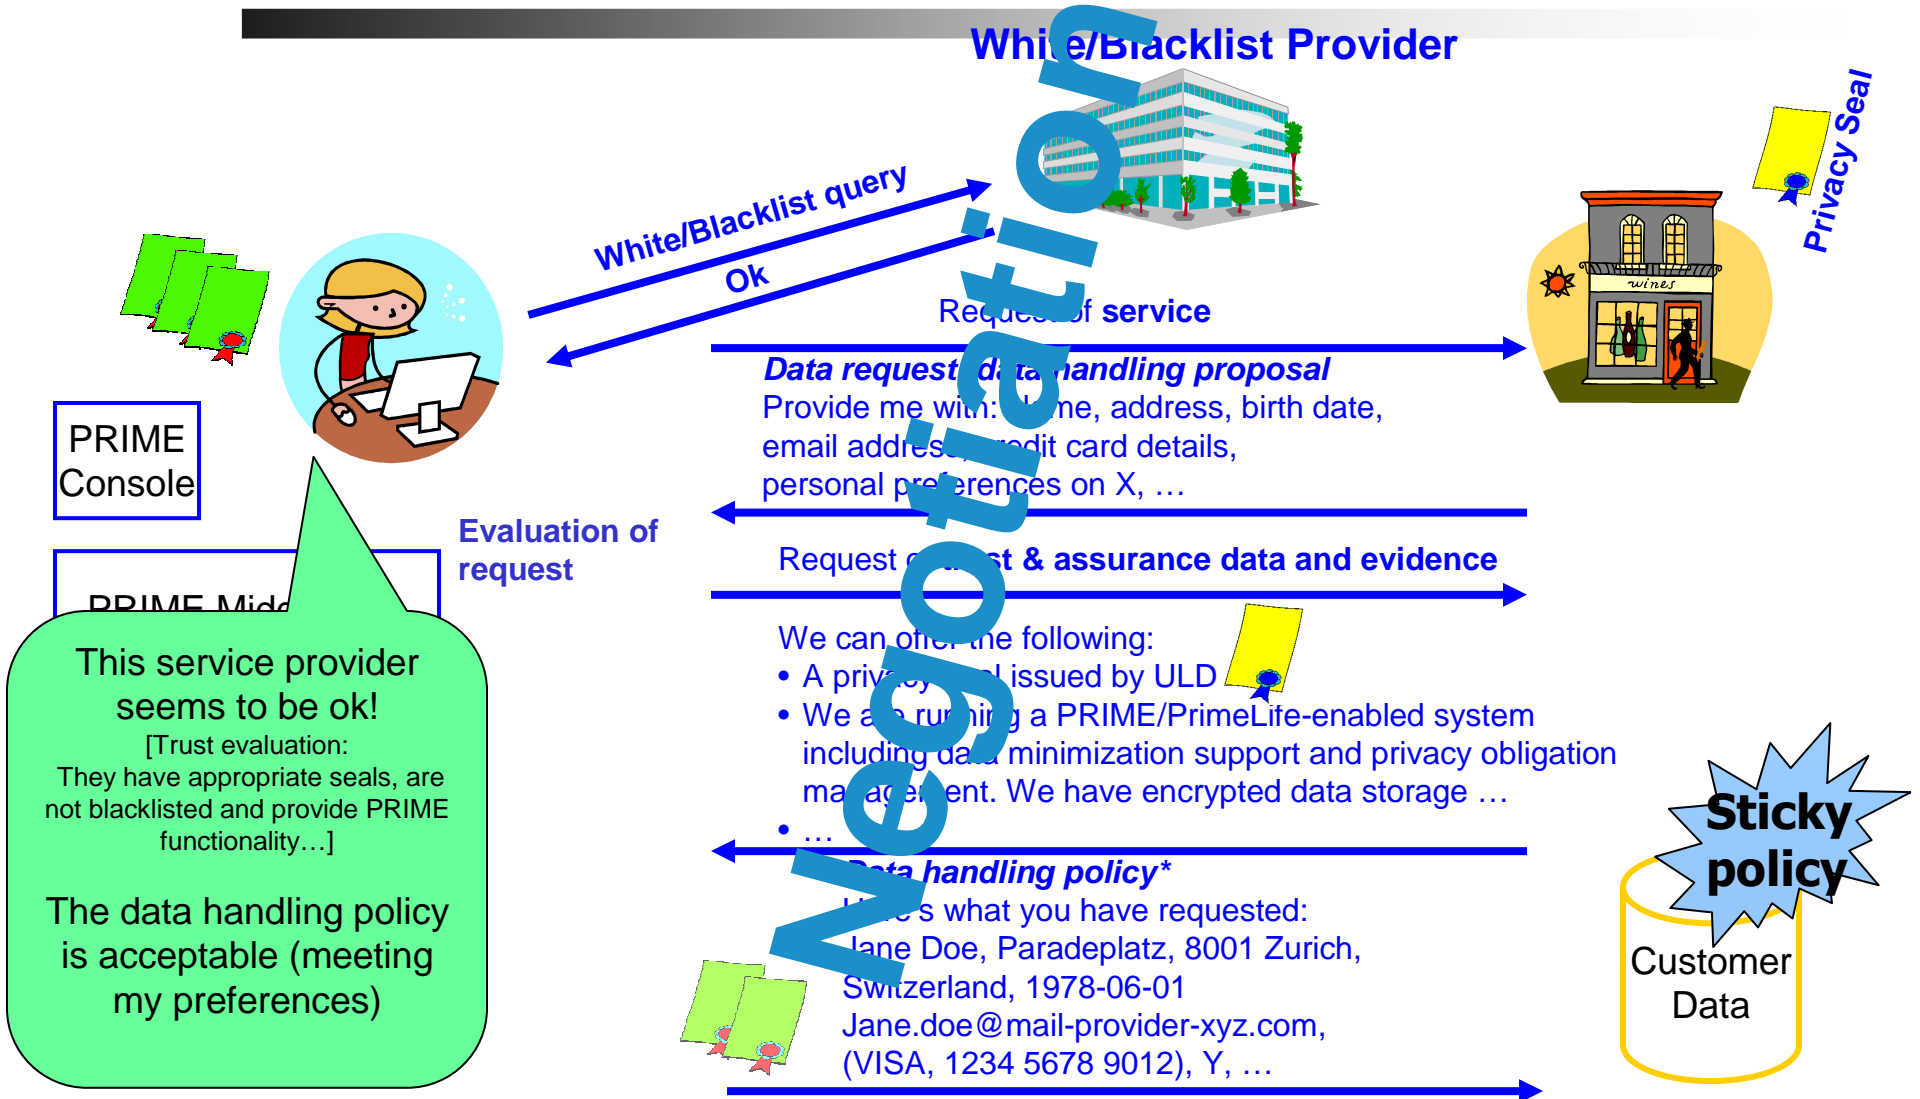 White/Blacklist Provider
Privacy Seal
White/Blacklist query
Ok
wines
Request of service
Data request, data handling proposal
Provide me with: name, address, birth date,
email address, credit card details,
personal preferences on X, …
PRIME
Console
Evaluation of
request
Request of trust & assurance data and evidence
PRIME
We can offer the following:
• A privacy seal issued by ULD
• We are running a PRIME/PrimeLife-enabled system
including data minimization support and privacy obligation
management. We have encrypted data storage …
• …
This service provider
seems to be ok!
[Trust evaluation:
They have appropriate seals, are
not blacklisted and provide PRIME
functionality…]
The data handling policy
is acceptable (meeting
my preferences)
Data handling policy*
Here's what you have requested:
Jane Doe, Paradeplatz, 8001 Zurich,
Switzerland, 1978-06-01
Jane.doe@mail-provider-xyz.com,
(VISA, 1234 5678 9012), Y, …
Sticky
policy
Customer
Data
Negotiation